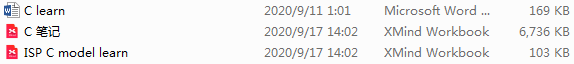 C learn 2020/9/11 1:01 Microsoft Word ... 169 KB
C 笔记 2020/9/17 14:02 XMind Workbook 6,736 KB
ISP C model learn 2020/9/17 14:02 XMind Workbook 103 KB